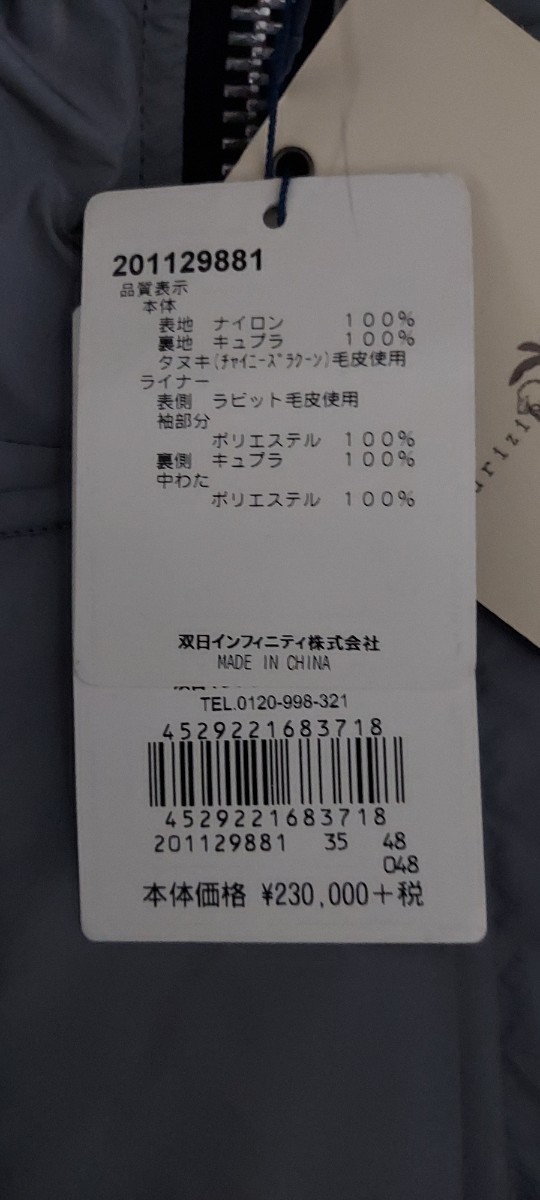 201129881
品質表示
本体
表地 ナイロン 100%
裏地 キュプラ 100%
タヌキ(ﾁｬｲﾆｰｽﾞﾗｸｰﾝ)毛皮使用
ライナー
表側 ラビット毛皮使用
袖部分
ポリエステル 100%
裏側 キュプラ 100%
中わた
ポリエステル 100%
双日インフィニティ株式会社
MADE IN CHINA
TEL.0120-998-321
4529221683718
4529221683718
201129881 35 48
048
本体価格 ¥230,000+税